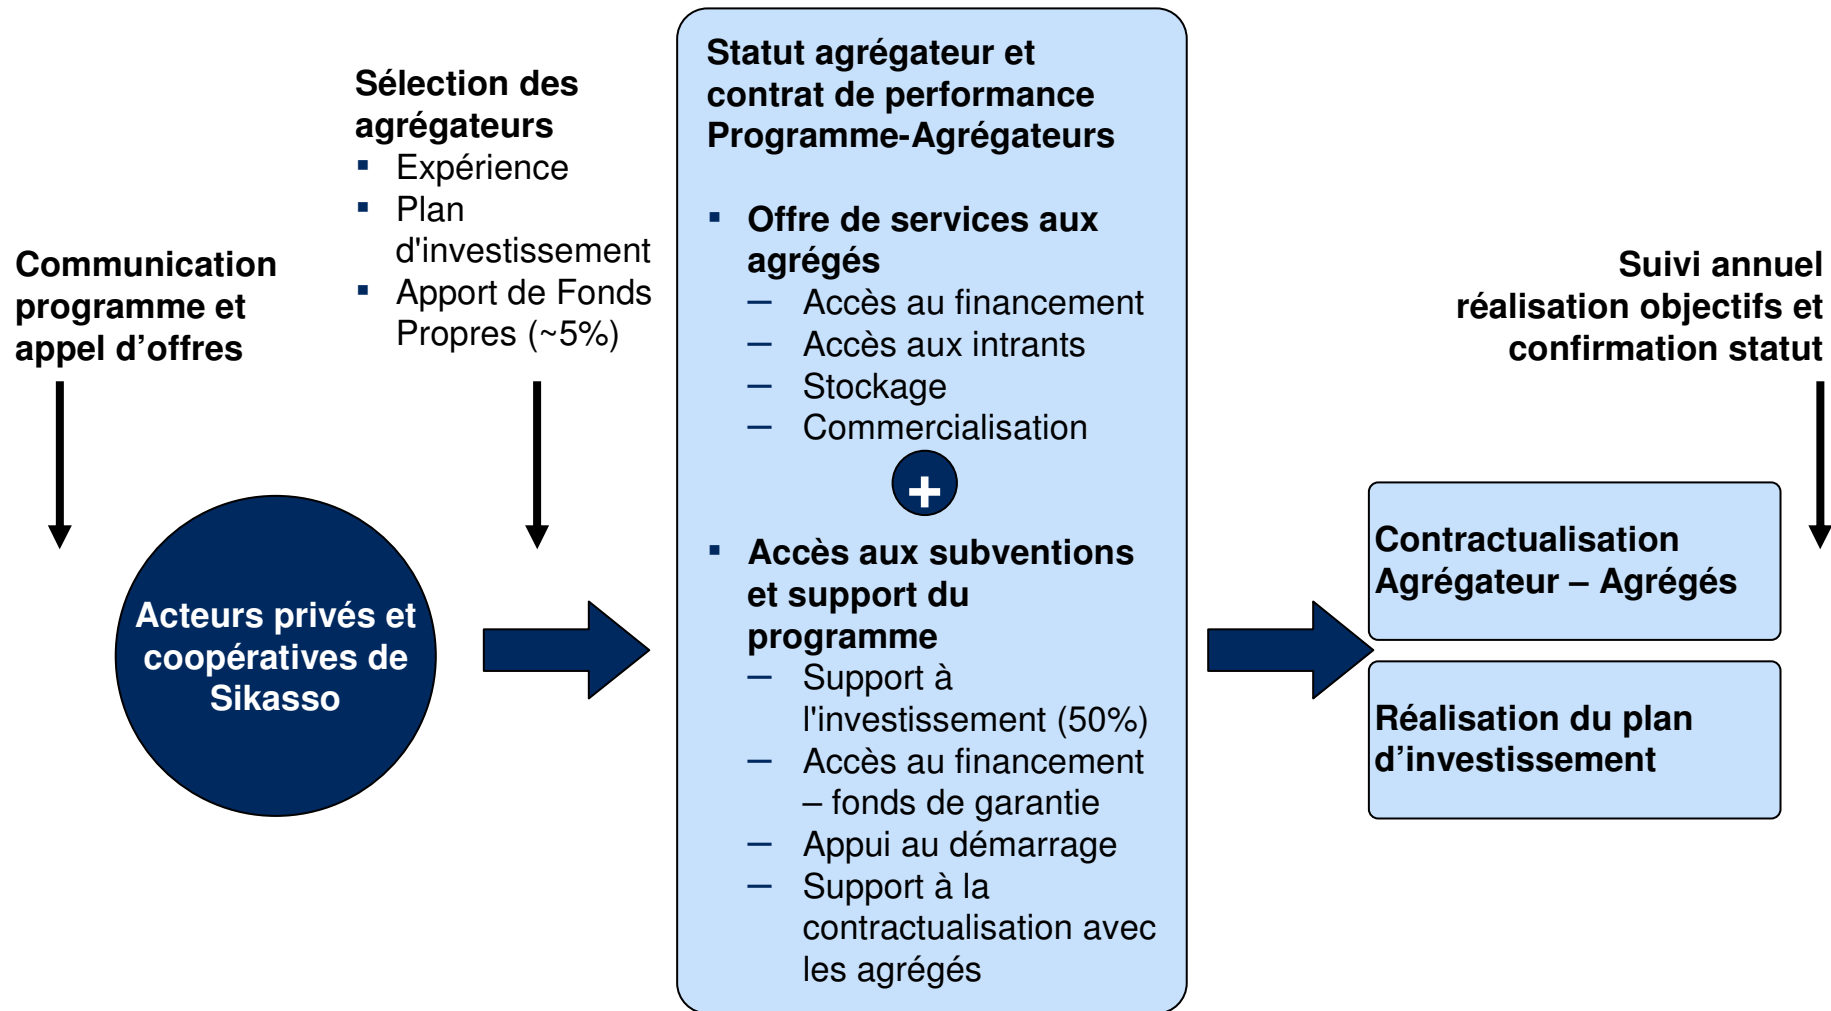 Communication
programme et
appel d’offres
Sélection des
agrégateurs
▪ Expérience
▪ Plan
d'investissement
▪ Apport de Fonds
Propres (~5%)
Acteurs privés et
coopératives de
Sikasso
Statut agrégateur et
contrat de performance
Programme-Agrégateurs
▪ Offre de services aux
agrégés
– Accès au financement
– Accès aux intrants
– Stockage
– Commercialisation
+
▪ Accès aux subventions
et support du
programme
– Support à
l'investissement (50%)
– Accès au financement
– fonds de garantie
– Appui au démarrage
– Support à la
contractualisation avec
les agrégés
Suivi annuel
réalisation objectifs et
confirmation statut
Contractualisation
Agrégateur – Agrégés
Réalisation du plan
d’investissement